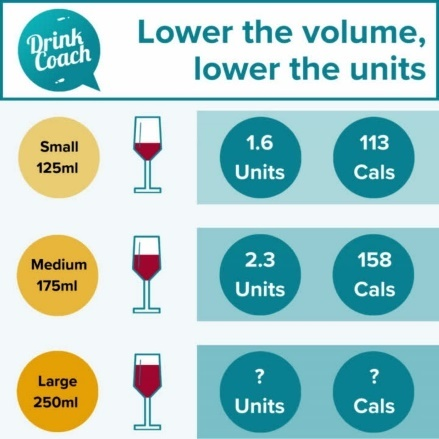 Drink
Coach
Lower the volume,
lower the units
Small
125ml
1.6
Units
113
Cals
Medium
175ml
2.3
Units
158
Cals
Large
250ml
?
Units
?
Cals